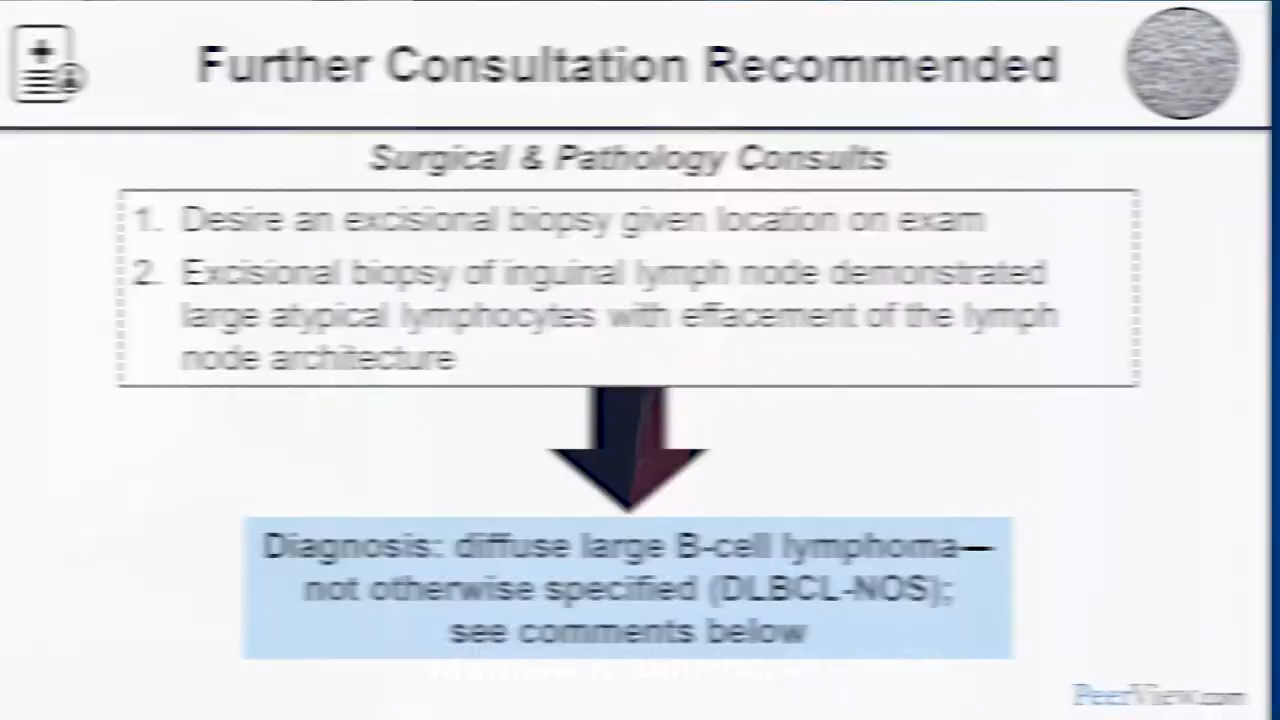 Further Consultation Recommended
Surgical & Pathology Consults
1. Desire an excisional biopsy given location on exam
2. Excisional biopsy of inguinal lymph node demonstrated
large atypical lymphocytes with effacement of the lymph
node architecture
Diagnosis: diffuse large B-cell lymphoma—
not otherwise specified (DLBCL-NOS);
see comments below
PeerView.com